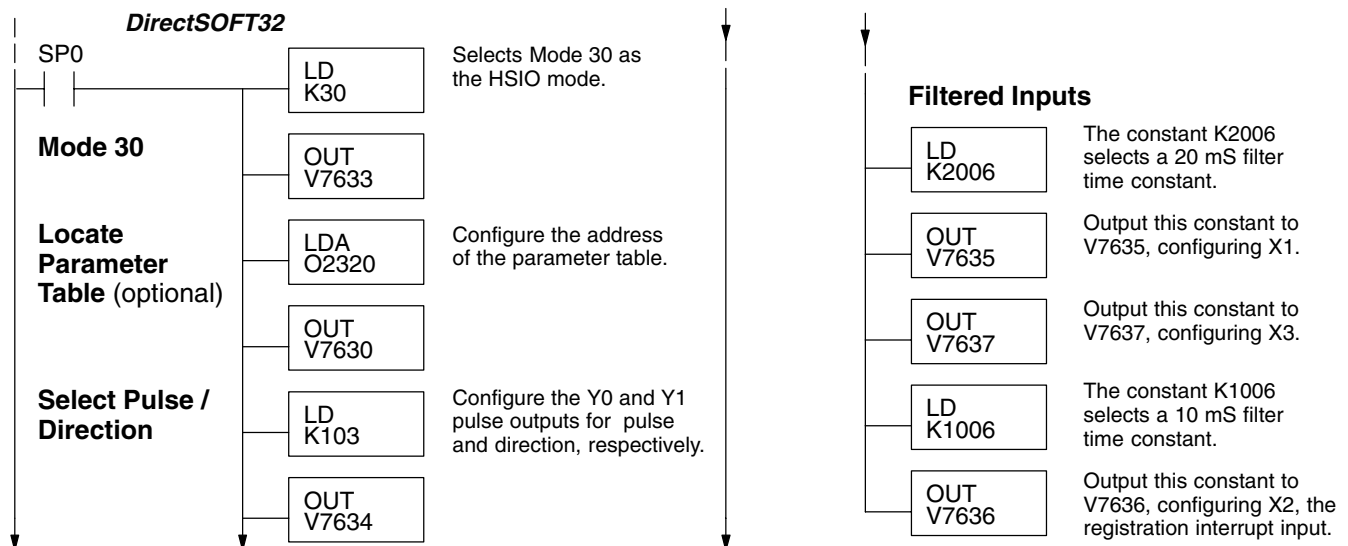 DirectSOFT32
SP0
LD
K30
Selects Mode 30 as
the HSIO mode.
Mode 30
OUT
V7633
Locate
Parameter
Table (optional)
LDA
O2320
Configure the address
of the parameter table.
OUT
V7630
Select Pulse /
Direction
LD
K103
Configure the Y0 and Y1
pulse outputs for pulse
and direction, respectively.
OUT
V7634
Filtered Inputs
LD
K2006
The constant K2006
selects a 20 mS filter
time constant.
OUT
V7635
Output this constant to
V7635, configuring X1.
OUT
V7637
Output this constant to
V7637, configuring X3.
LD
K1006
The constant K1006
selects a 10 mS filter
time constant.
OUT
V7636
Output this constant to
V7636, configuring X2, the
registration interrupt input.